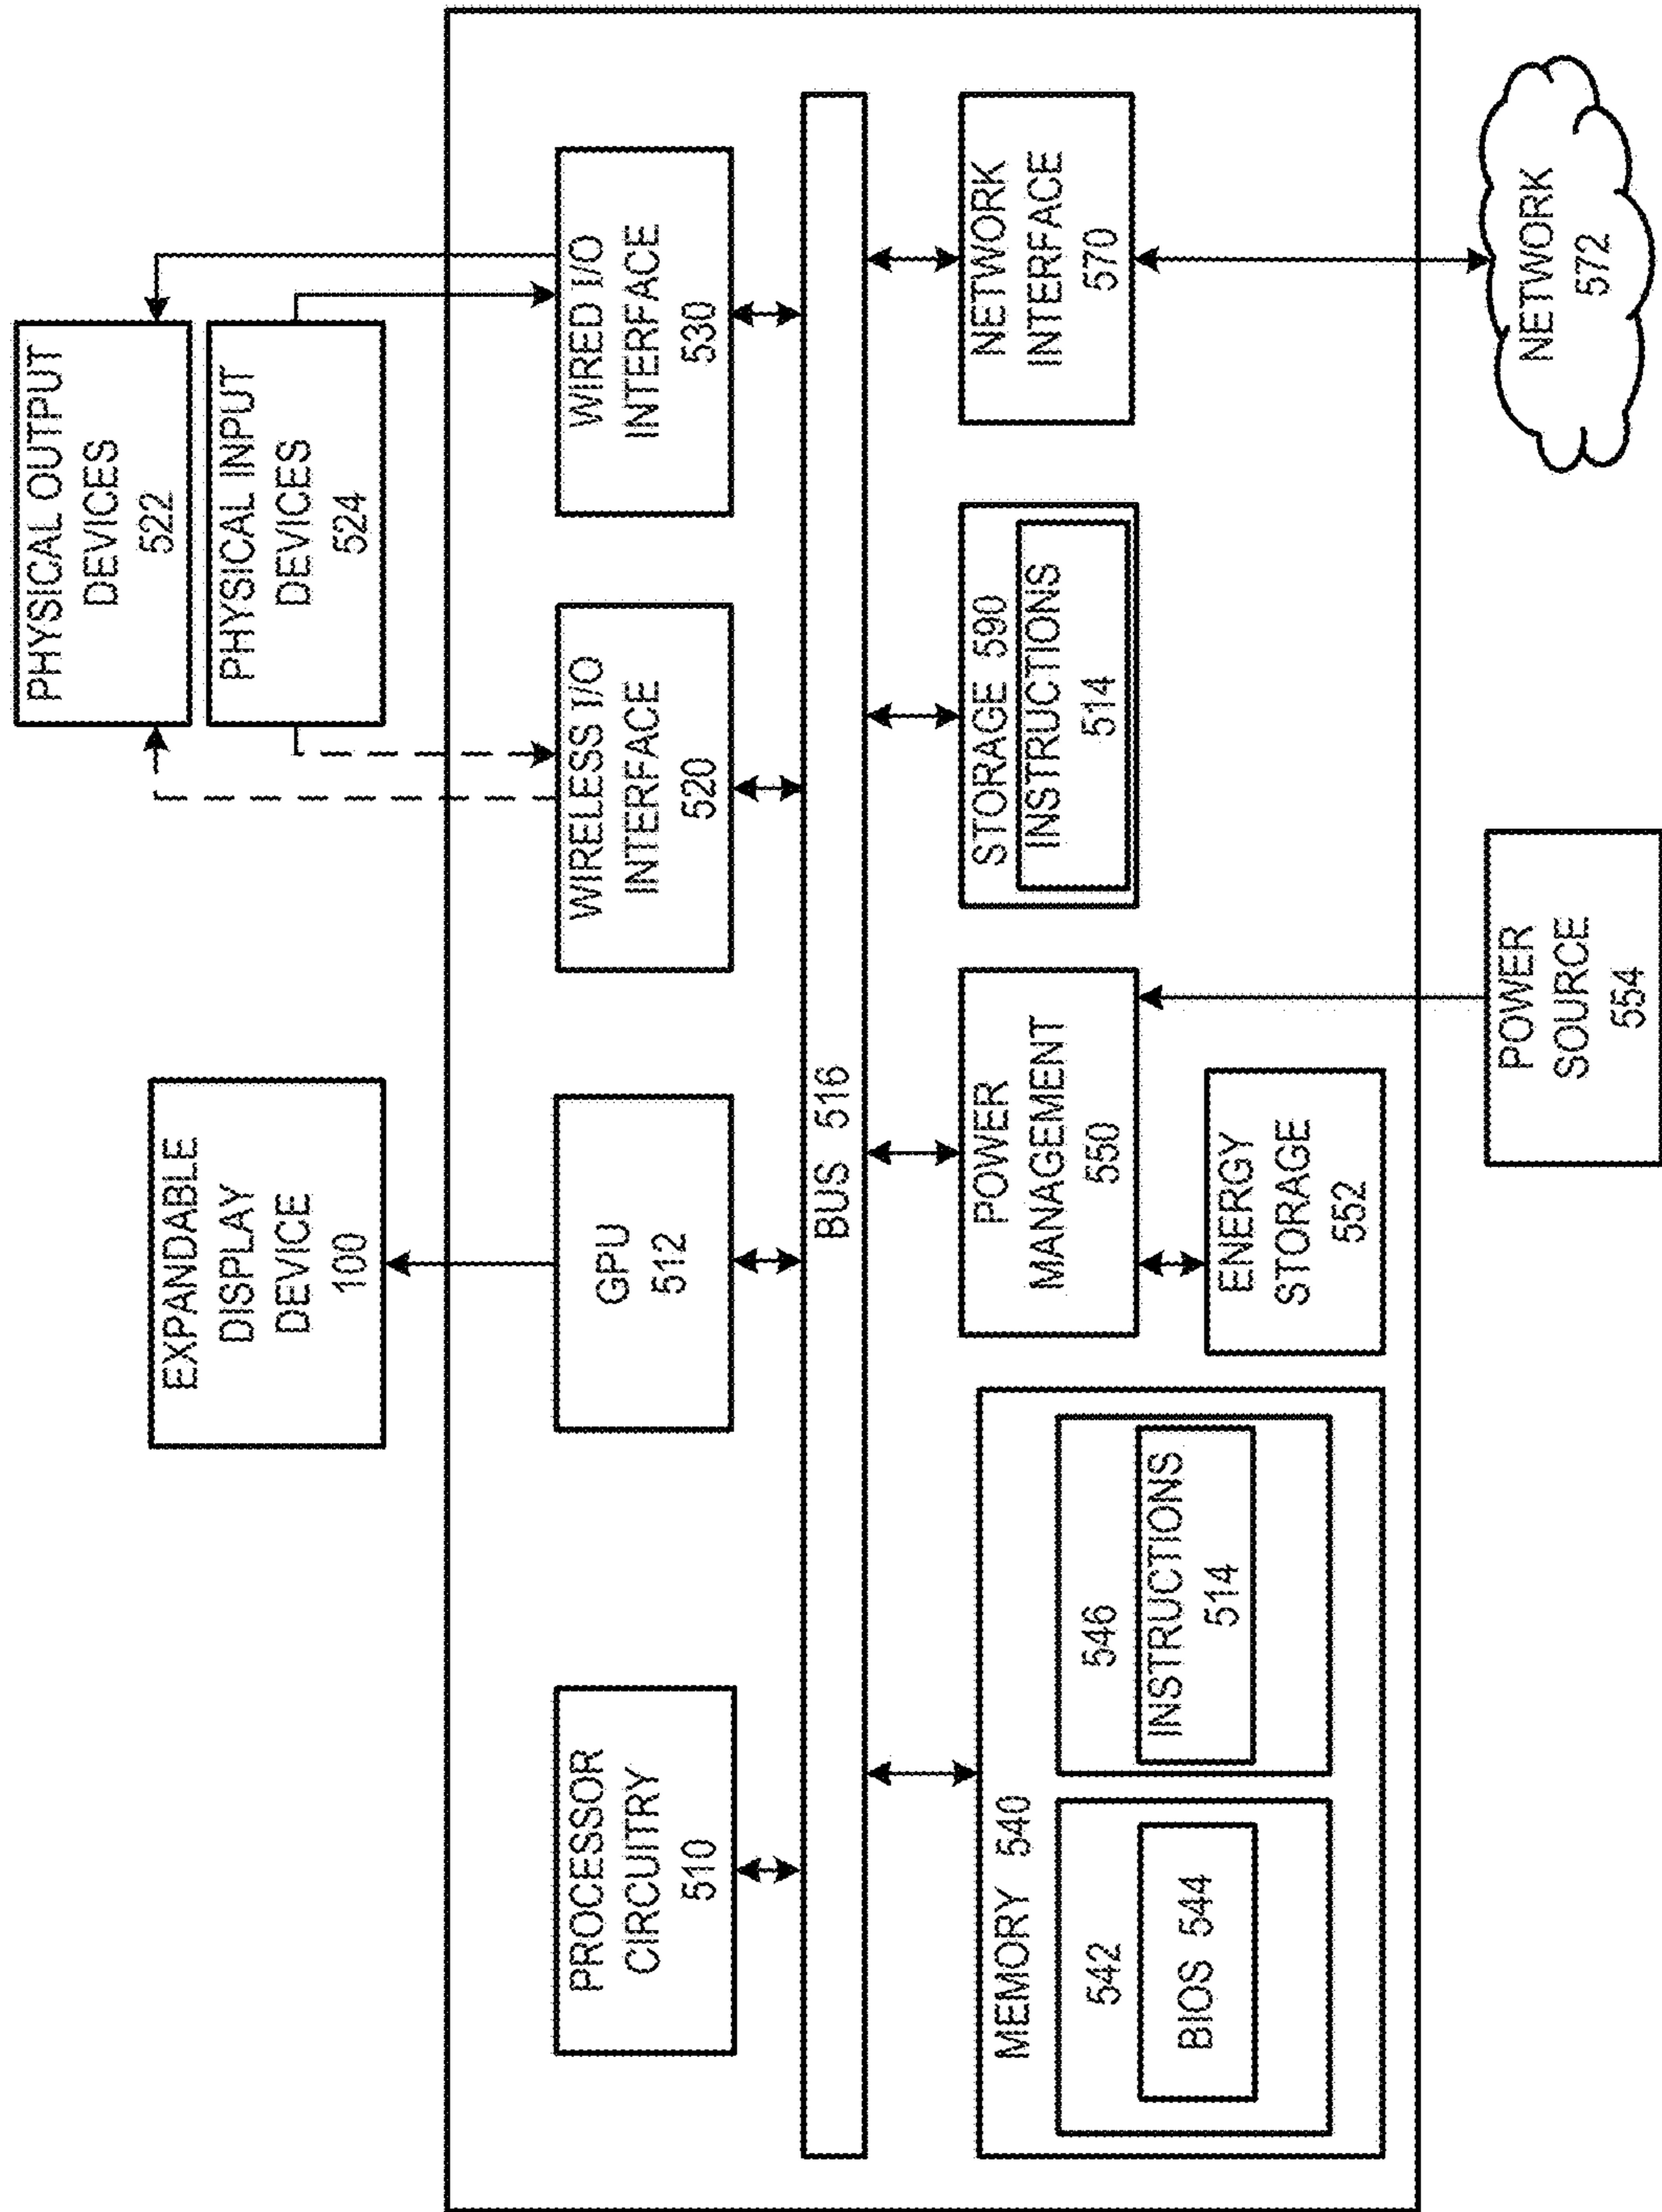 EXPANDABLE
DISPLAY
DEVICE
100
PHYSICAL OUTPUT
DEVICES
522
PHYSICAL INPUT
DEVICES
524
PROCESSOR
CIRCUITRY
510
GPU
512
WIRELESS I/O
INTERFACE
520
WIRED I/O
INTERFACE
530
BUS 516
MEMORY 540
542
BIOS 544
546
INSTRUCTIONS
514
POWER
MANAGEMENT
550
ENERGY
STORAGE
552
STORAGE 590
INSTRUCTIONS
514
NETWORK
INTERFACE
570
POWER
SOURCE
554
NETWORK
572